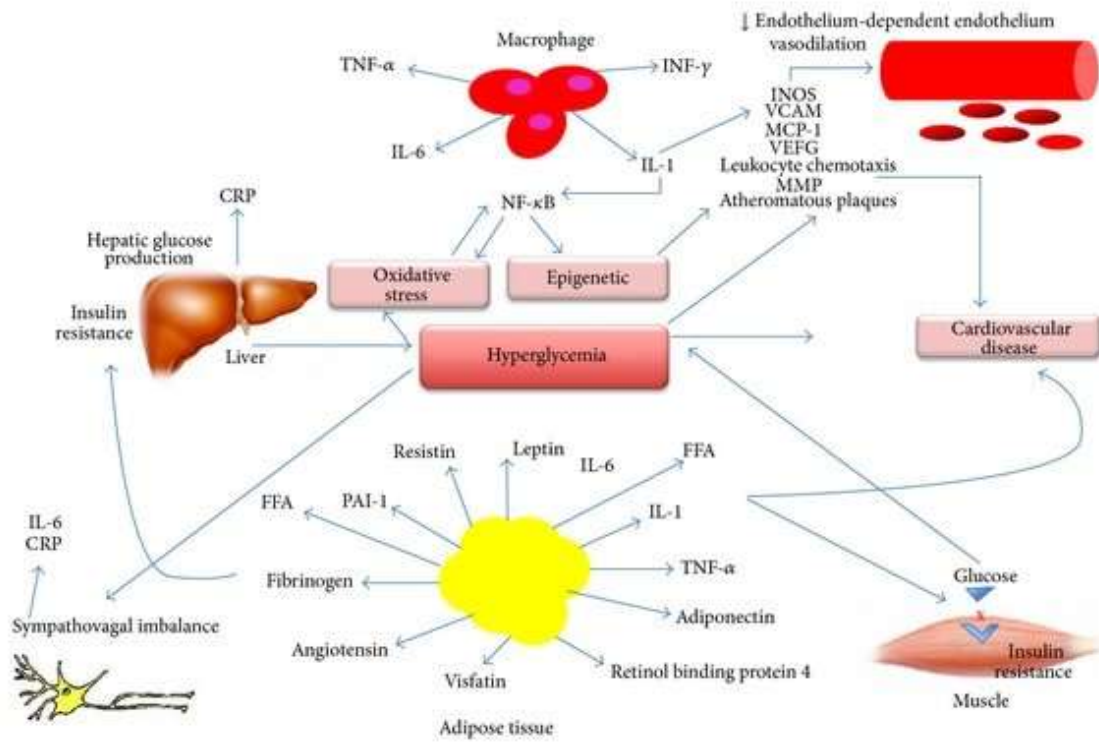 ↓ Endothelium-dependent endothelium
vasodilation
Macrophage
TNF-α
INF-γ
IL-6
IL-1
INOS
VCAM
MCP-1
VEFG
Leukocyte chemotaxis
MMP
Atheromatous plaques
CRP
NF-κB
Hepatic glucose
production
Oxidative
stress
Epigenetic
Insulin
resistance
Liver
Hyperglycemia
Cardiovascular
disease
Resistin
Leptin
IL-6
FFA
FFA
PAI-1
IL-1
IL-6
CRP
Fibrinogen
TNF-α
Glucose
Sympathovagal imbalance
Adiponectin
Angiotensin
Visfatin
Retinol binding protein 4
x
Insulin
resistance
Muscle
Adipose tissue